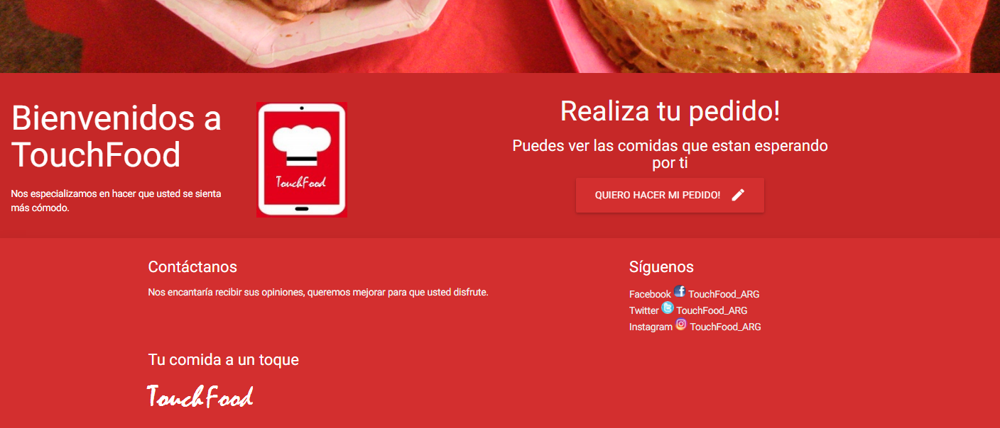 Bienvenidos a
TouchFood
Nos especializamos en hacer que usted se sienta
más cómodo.
TouchFood
Realiza tu pedido!
Puedes ver las comidas que estan esperando
por ti
QUIERO HACER MI PEDIDO!
Contáctanos
Nos encantaría recibir sus opiniones, queremos mejorar para que usted disfrute.
Síguenos
Facebook TouchFood_ARG
Twitter TouchFood_ARG
Instagram TouchFood_ARG
Tu comida a un toque
TouchFood